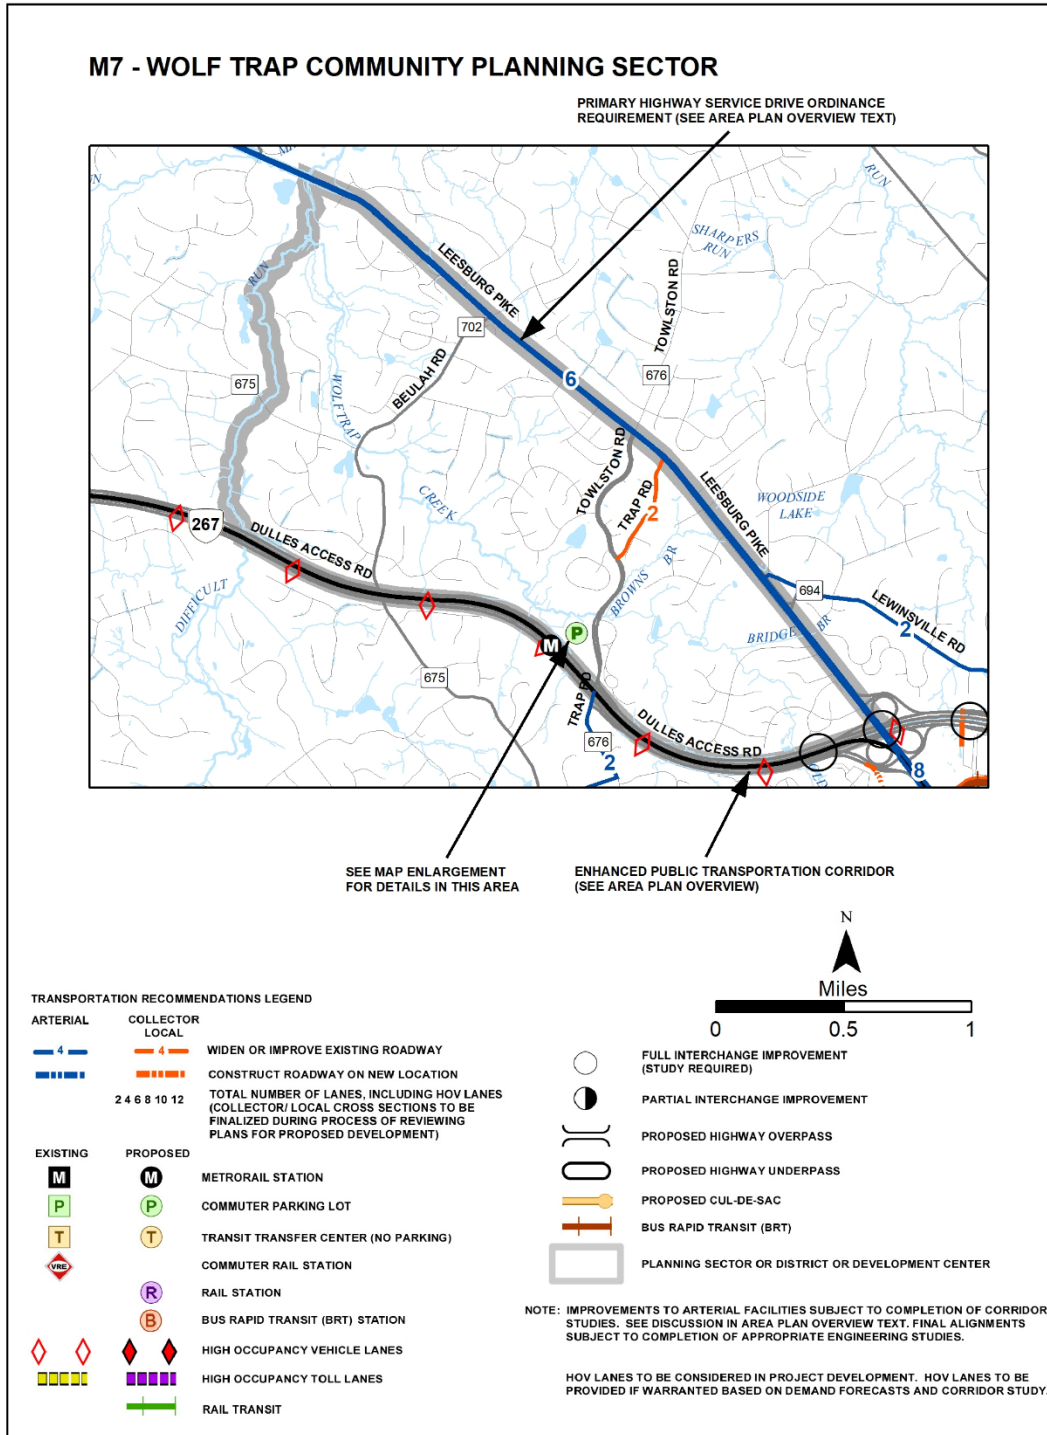 M7 - WOLF TRAP COMMUNITY PLANNING SECTOR
PRIMARY HIGHWAY SERVICE DRIVE ORDINANCE
REQUIREMENT (SEE AREA PLAN OVERVIEW TEXT)
RUN
SHARPERS
RUN
LEESBURG PIKE
TOWLSTON RD
RUN
702
BEULAH RD
WOLFTRAP
6
676
675
TOWLSTON RD
TRAP RD
2
LEESBURG PIKE
CREEK
WOODSIDE
LAKE
267
DULLES ACCESS RD
BROWNS BR
DIFFICULT
694
LEWINSVILLE RD
2
BRIDGE BR
P
M
675
TRAP RD
676
2
DULLES ACCESS RD
OLD
8
SEE MAP ENLARGEMENT
FOR DETAILS IN THIS AREA
ENHANCED PUBLIC TRANSPORTATION CORRIDOR
(SEE AREA PLAN OVERVIEW)
N
Miles
0 0.5 1
TRANSPORTATION RECOMMENDATIONS LEGEND
ARTERIAL COLLECTOR
LOCAL
4 4 WIDEN OR IMPROVE EXISTING ROADWAY
CONSTRUCT ROADWAY ON NEW LOCATION
2 4 6 8 10 12 TOTAL NUMBER OF LANES, INCLUDING HOV LANES
(COLLECTOR/ LOCAL CROSS SECTIONS TO BE
FINALIZED DURING PROCESS OF REVIEWING
PLANS FOR PROPOSED DEVELOPMENT)
EXISTING PROPOSED
M M METRORAIL STATION
P P COMMUTER PARKING LOT
T T TRANSIT TRANSFER CENTER (NO PARKING)
VRE COMMUTER RAIL STATION
R RAIL STATION
B BUS RAPID TRANSIT (BRT) STATION
HIGH OCCUPANCY VEHICLE LANES
HIGH OCCUPANCY TOLL LANES
RAIL TRANSIT
FULL INTERCHANGE IMPROVEMENT
(STUDY REQUIRED)
PARTIAL INTERCHANGE IMPROVEMENT
PROPOSED HIGHWAY OVERPASS
PROPOSED HIGHWAY UNDERPASS
PROPOSED CUL-DE-SAC
BUS RAPID TRANSIT (BRT)
PLANNING SECTOR OR DISTRICT OR DEVELOPMENT CENTER
NOTE: IMPROVEMENTS TO ARTERIAL FACILITIES SUBJECT TO COMPLETION OF CORRIDOR
STUDIES. SEE DISCUSSION IN AREA PLAN OVERVIEW TEXT. FINAL ALIGNMENTS
SUBJECT TO COMPLETION OF APPROPRIATE ENGINEERING STUDIES.
HOV LANES TO BE CONSIDERED IN PROJECT DEVELOPMENT. HOV LANES TO BE
PROVIDED IF WARRANTED BASED ON DEMAND FORECASTS AND CORRIDOR STUDY.